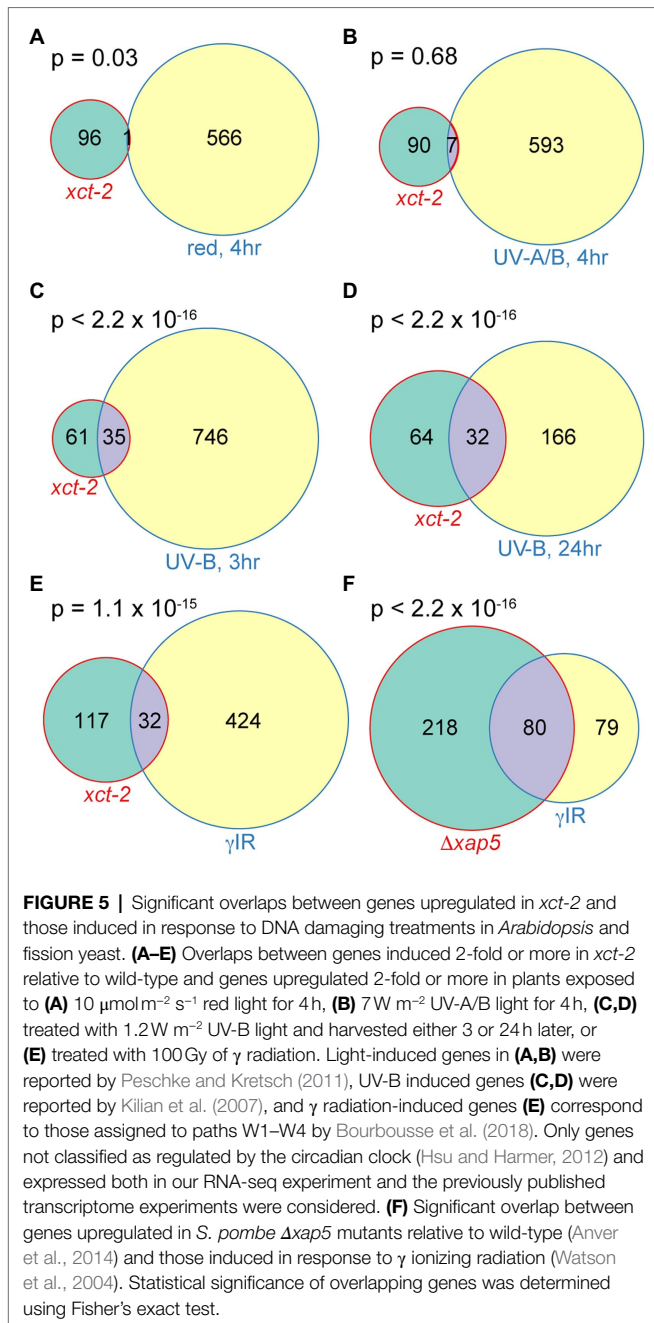 A
B
p = 0.03
p = 0.68
96 1 566
90 7 593
xct-2
xct-2
red, 4hr
UV-A/B, 4hr
C
D
p < 2.2 x 10⁻¹⁶
p < 2.2 x 10⁻¹⁶
61 35 746
64 32 166
xct-2
xct-2
UV-B, 3hr
UV-B, 24hr
E
F
p = 1.1 x 10⁻¹⁵
p < 2.2 x 10⁻¹⁶
117 32 424
218 80 79
xct-2
γIR
γIR
Δxap5
FIGURE 5 | Significant overlaps between genes upregulated in xct-2 and
those induced in response to DNA damaging treatments in Arabidopsis and
fission yeast. (A–E) Overlaps between genes induced 2-fold or more in xct-2
relative to wild-type and genes upregulated 2-fold or more in plants exposed
to (A) 10 μmol m⁻² s⁻¹ red light for 4 h, (B) 7 W m⁻² UV-A/B light for 4 h, (C,D)
treated with 1.2 W m⁻² UV-B light and harvested either 3 or 24 h later, or
(E) treated with 100 Gy of γ radiation. Light-induced genes in (A,B) were
reported by Peschke and Kretsch (2011), UV-B induced genes (C,D) were
reported by Kilian et al. (2007), and γ radiation-induced genes (E) correspond
to those assigned to paths W1–W4 by Bourbousse et al. (2018). Only genes
not classified as regulated by the circadian clock (Hsu and Harmer, 2012) and
expressed both in our RNA-seq experiment and the previously published
transcriptome experiments were considered. (F) Significant overlap between
genes upregulated in S. pombe Δxap5 mutants relative to wild-type (Anver
et al., 2014) and those induced in response to γ ionizing radiation (Watson
et al., 2004). Statistical significance of overlapping genes was determined
using Fisher's exact test.